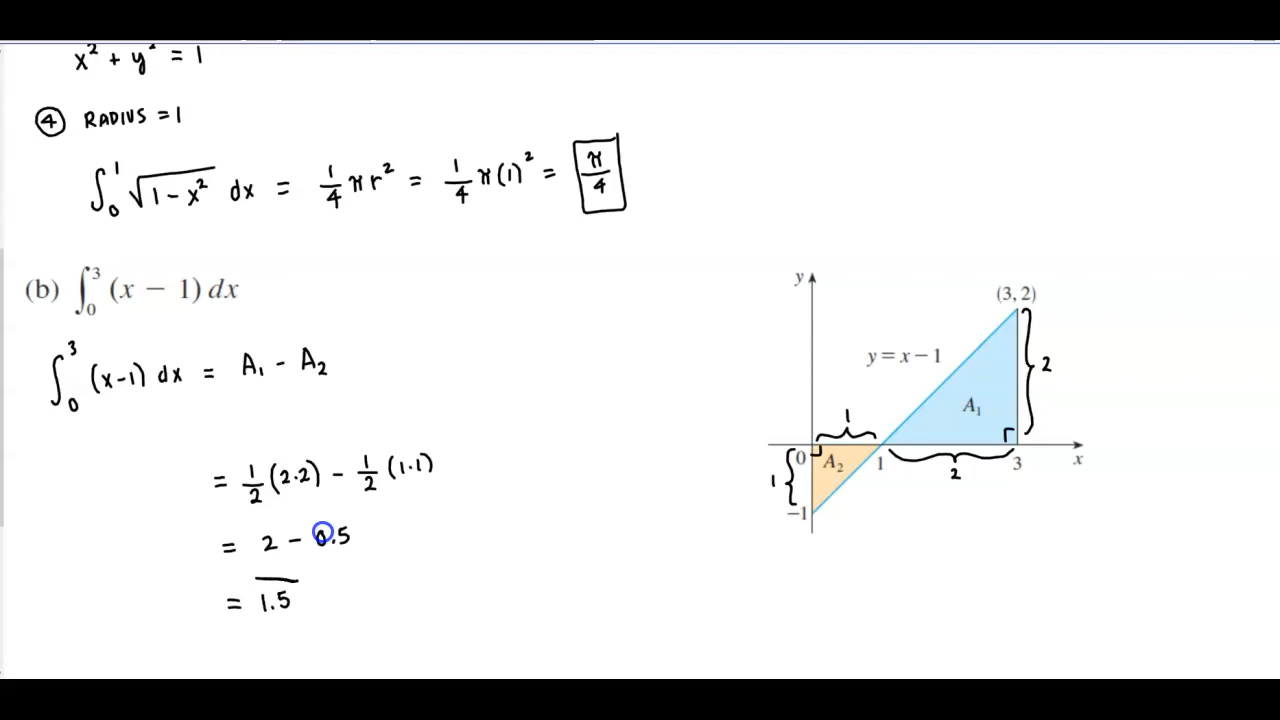 x² + y² = 1
④ RADIUS = 1
∫₀¹ √(1 - x²) dx = 1/4 πr² = 1/4 π(1)² = π/4
(b) ∫₀³ (x − 1) dx
∫₀³ (x-1) dx = A₁ - A₂
= 1/2 (2·2) - 1/2 (1·1)
= 2 - 0.5
= 1.5
y
(3, 2)
y = x − 1
2
A₁
1
0
A₂
1
3
x
1
2
−1